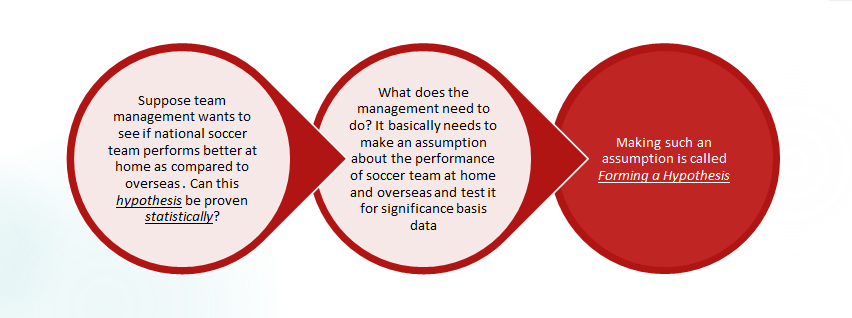 Suppose team
management wants to
see if national soccer
team performs better at
home as compared to
overseas. Can this
hypothesis be proven
statistically?
What does the
management need to
do? It basically needs to
make an assumption
about the performance
of soccer team at home
and overseas and test it
for significance basis
data
Making such an
assumption is called
Forming a Hypothesis